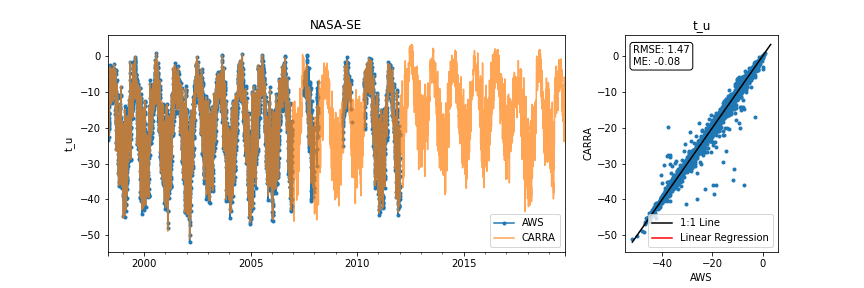 NASA-SE
t_u
0
−10
−20
−30
−40
−50
2000
2005
2010
2015
AWS
CARRA
t_u
RMSE: 1.47
ME: -0.08
CARRA
0
−10
−20
−30
−40
−50
1:1 Line
Linear Regression
−40
−20
0
AWS